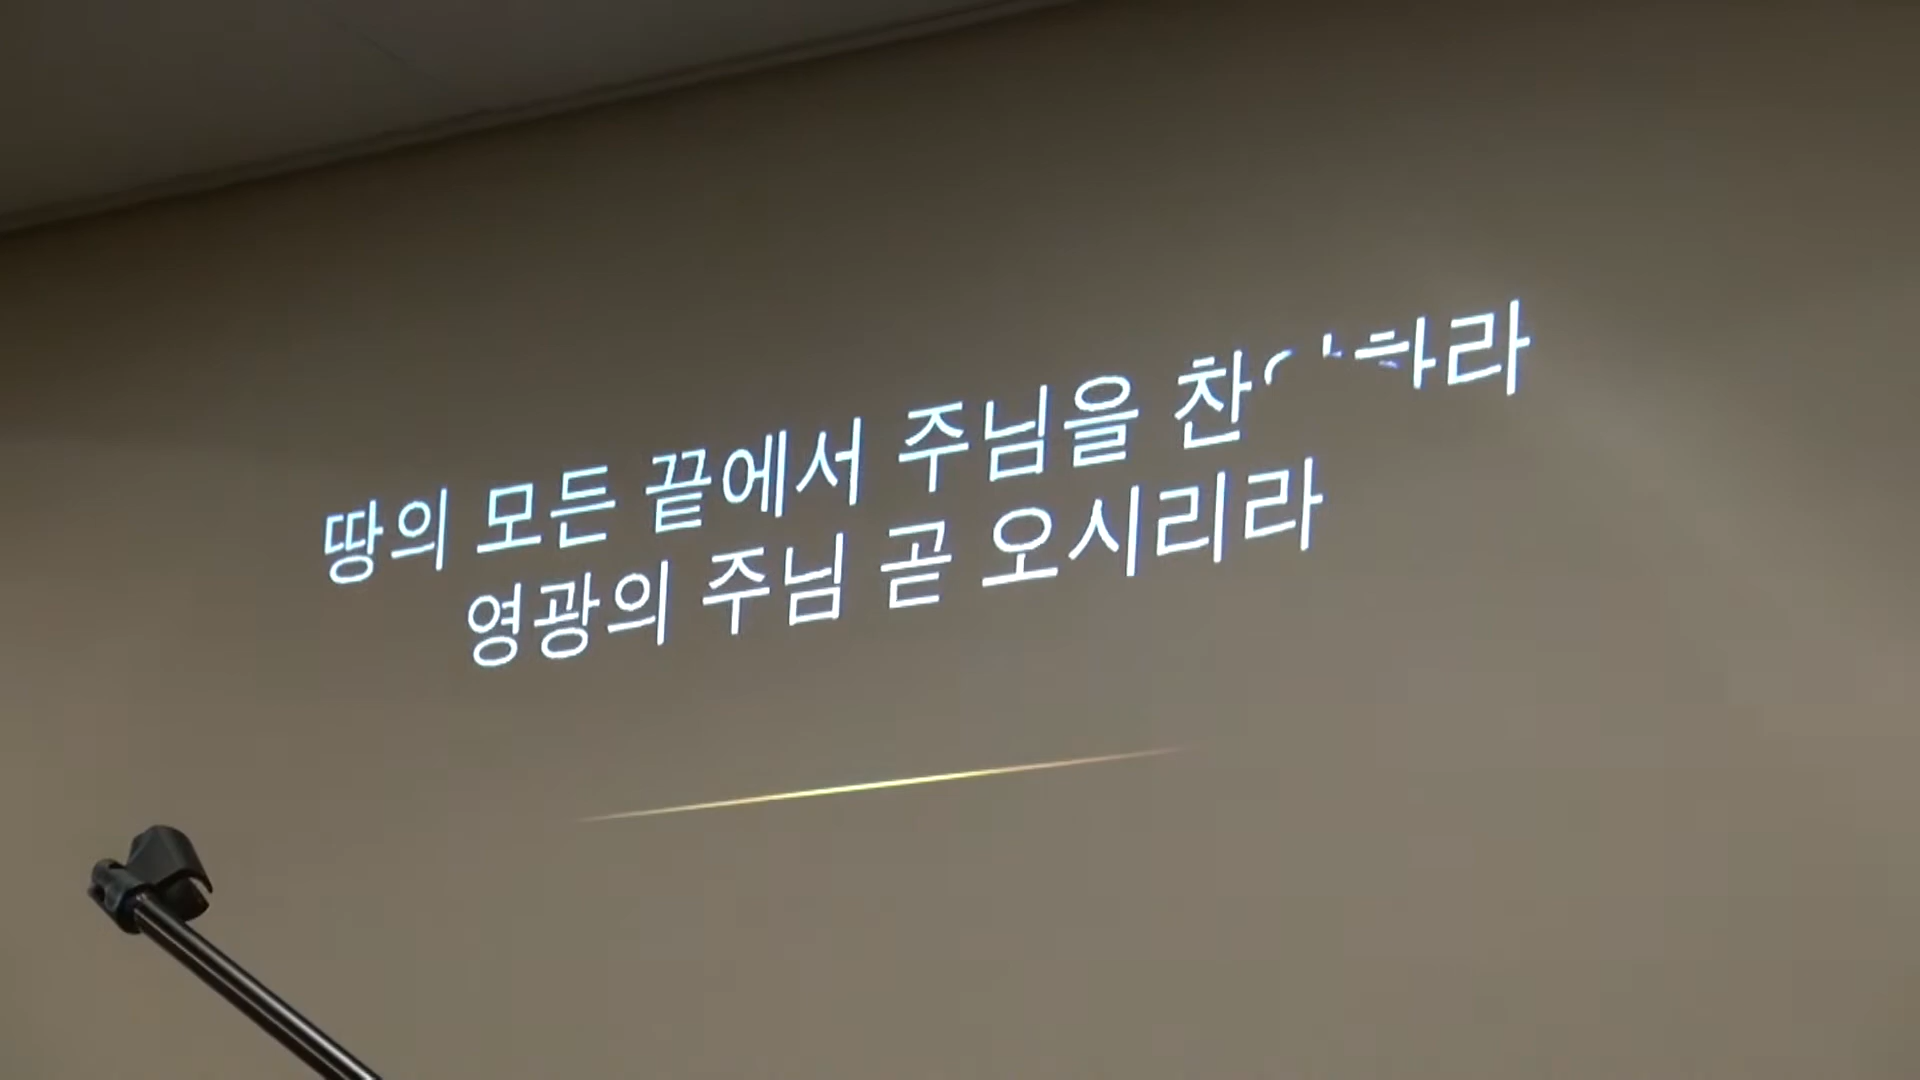 땅의 모든 끝에서 주님을
영광의 주님 곧 오시리라